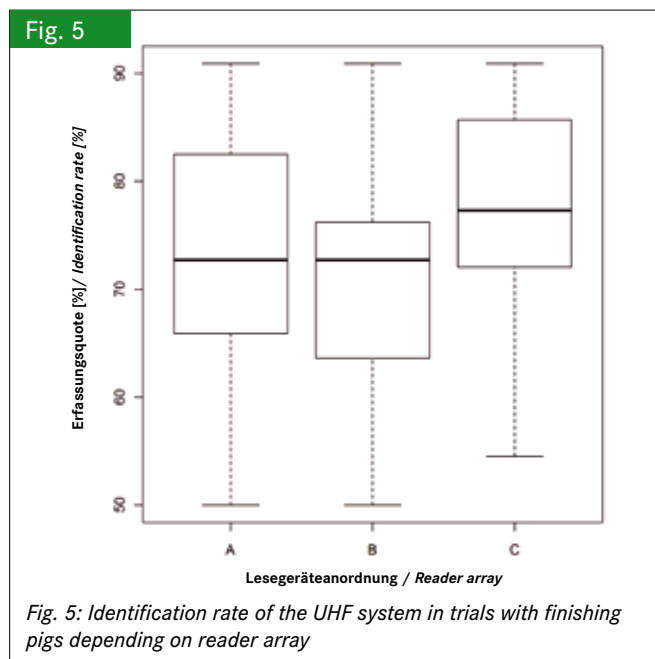 Fig. 5
Erfassungsquote [%]/ Identification rate [%]
90
80
70
60
50
A B C
Lesegeräteanordnung / Reader array
Fig. 5: Identification rate of the UHF system in trials with finishing
pigs depending on reader array